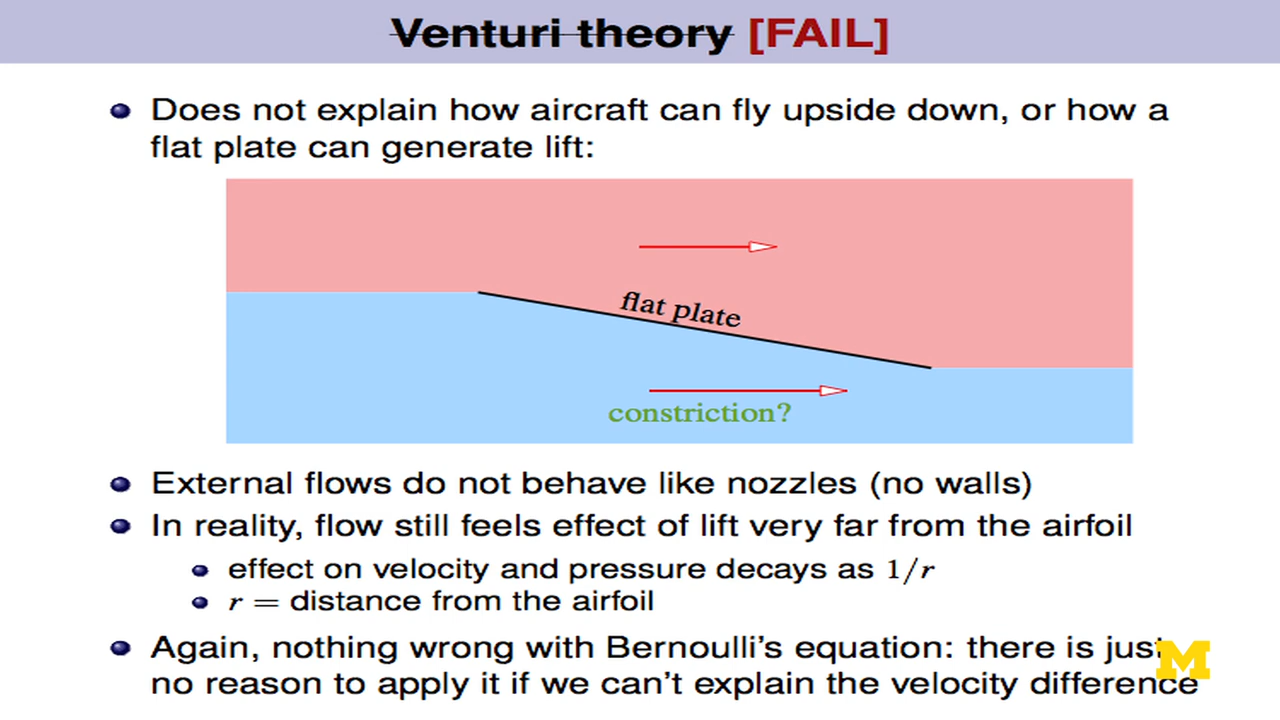 Venturi theory [FAIL]
Does not explain how aircraft can fly upside down, or how a
flat plate can generate lift:
flat plate
constriction?
External flows do not behave like nozzles (no walls)
In reality, flow still feels effect of lift very far from the airfoil
effect on velocity and pressure decays as 1/r
r = distance from the airfoil
Again, nothing wrong with Bernoulli's equation: there is just
M
no reason to apply it if we can't explain the velocity difference